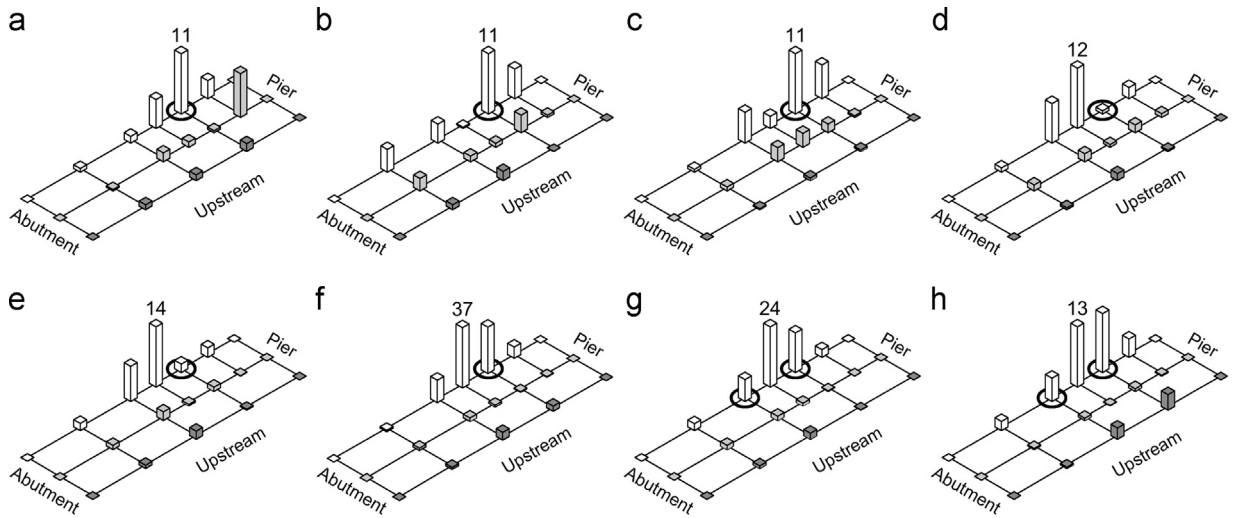 a
11
Pier
Upstream
Abutment
b
11
Pier
Upstream
Abutment
c
11
Pier
Upstream
Abutment
d
12
Pier
Upstream
Abutment
e
14
Pier
Upstream
Abutment
f
37
Pier
Upstream
Abutment
g
24
Pier
Upstream
Abutment
h
13
Pier
Upstream
Abutment